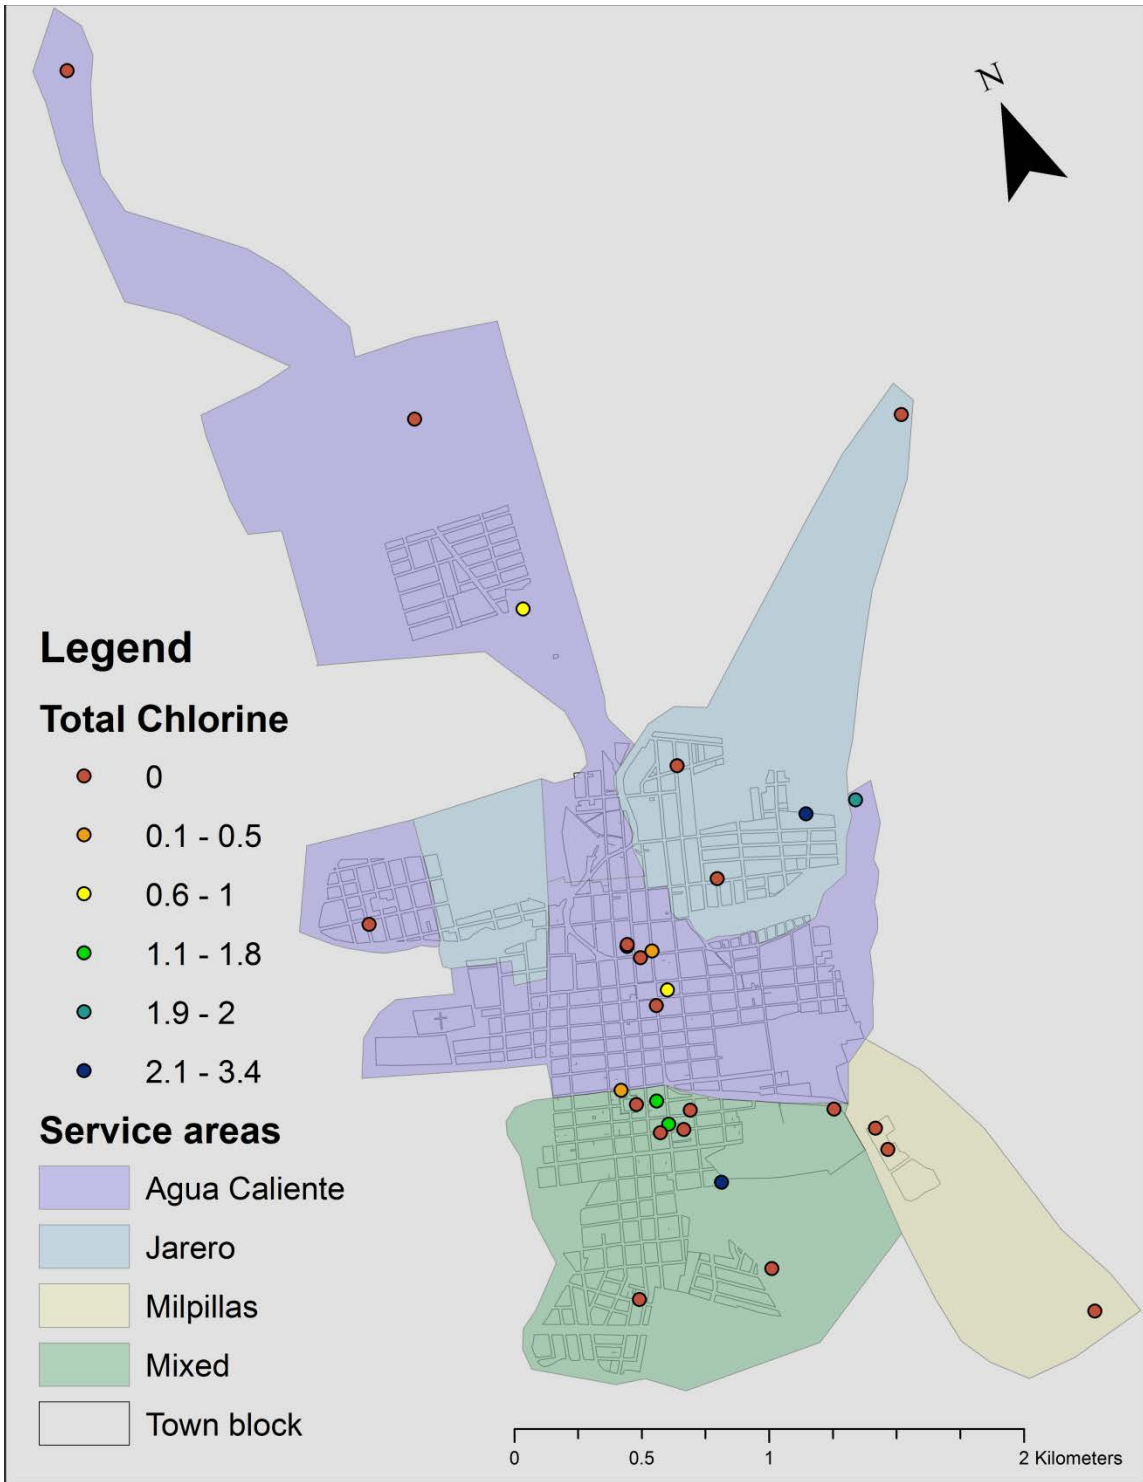 N
Legend
Total Chlorine
0
0.1 - 0.5
0.6 - 1
1.1 - 1.8
1.9 - 2
2.1 - 3.4
Service areas
Agua Caliente
Jarero
Milpillas
Mixed
Town block
0 0.5 1 2 Kilometers